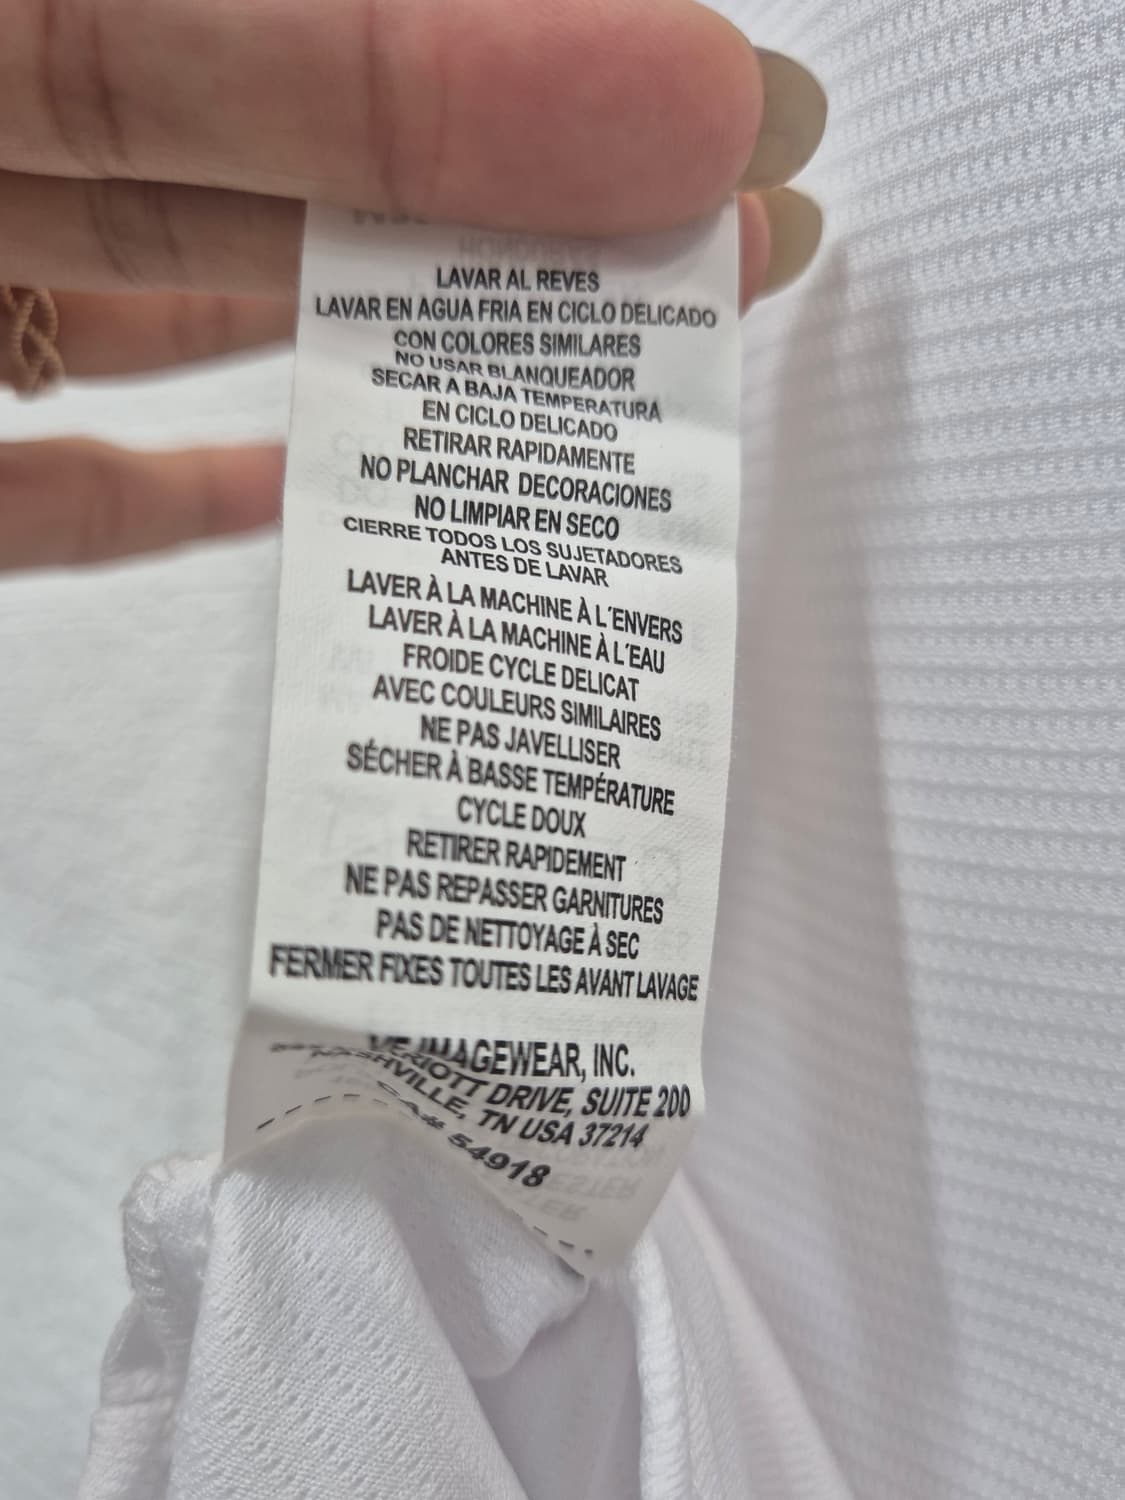 LAVAR AL REVES
LAVAR EN AGUA FRIA EN CICLO DELICADO
CON COLORES SIMILARES
NO USAR BLANQUEADOR
SECAR A BAJA TEMPERATURA
EN CICLO DELICADO
RETIRAR RAPIDAMENTE
NO PLANCHAR DECORACIONES
NO LIMPIAR EN SECO
CIERRE TODOS LOS SUJETADORES
ANTES DE LAVAR
LAVER À LA MACHINE À L´ENVERS
LAVER À LA MACHINE À L´EAU
FROIDE CYCLE DELICAT
AVEC COULEURS SIMILAIRES
NE PAS JAVELLISER
SÉCHER À BASSE TEMPÉRATURE
CYCLE DOUX
RETIRER RAPIDEMENT
NE PAS REPASSER GARNITURES
PAS DE NETTOYAGE À SEC
FERMER FIXES TOUTES LES AVANT LAVAGE
IMAGEWEAR, INC.
DRIVE, SUITE 200
NASHVILLE, TN USA 37214
CA# 54918